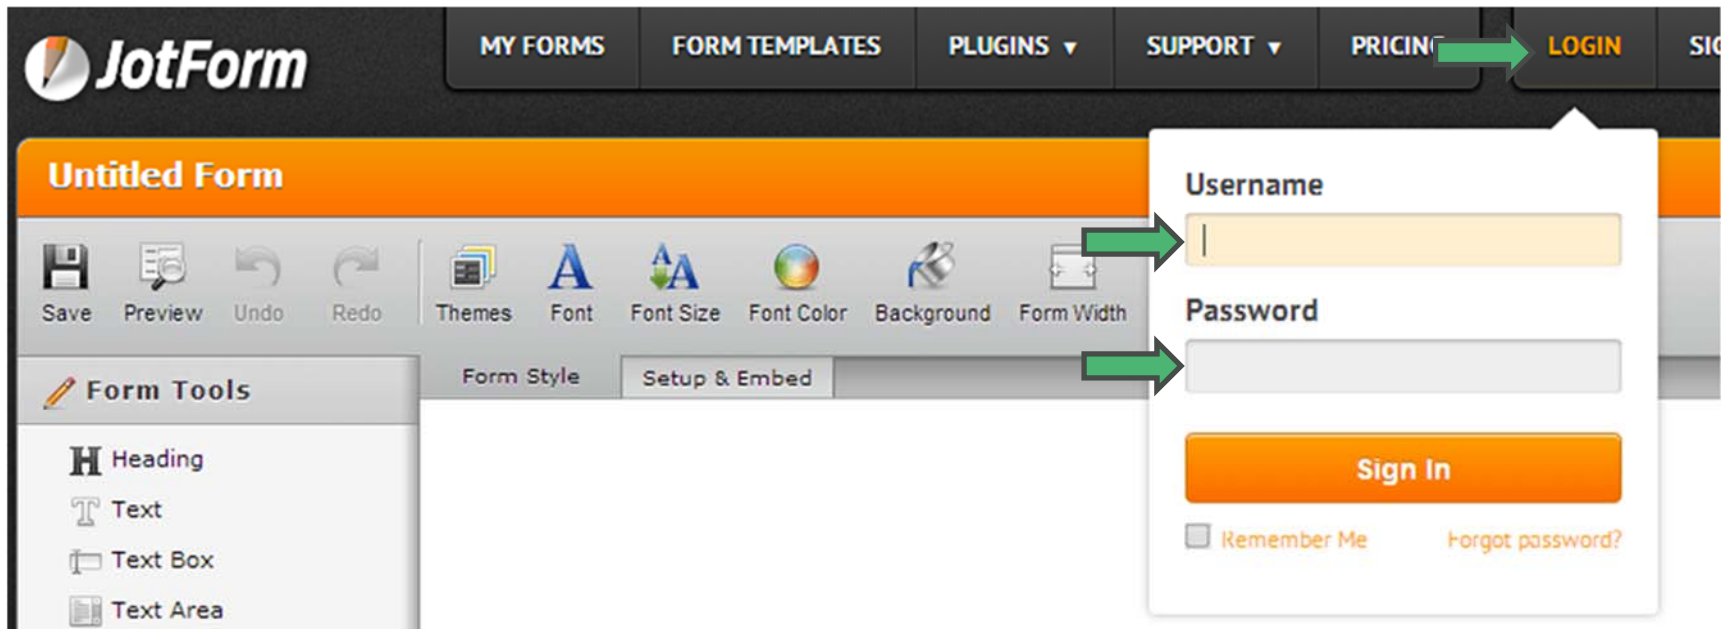 JotForm
MY FORMS FORM TEMPLATES PLUGINS ▼ SUPPORT ▼ PRICING LOGIN
Untitled Form
Username
Save Preview Undo Redo Themes Font Font Size Font Color Background Form Width
Password
Form Tools
Form Style Setup & Embed
Heading
Text
Text Box
Text Area
Sign In
Remember Me Forgot password?